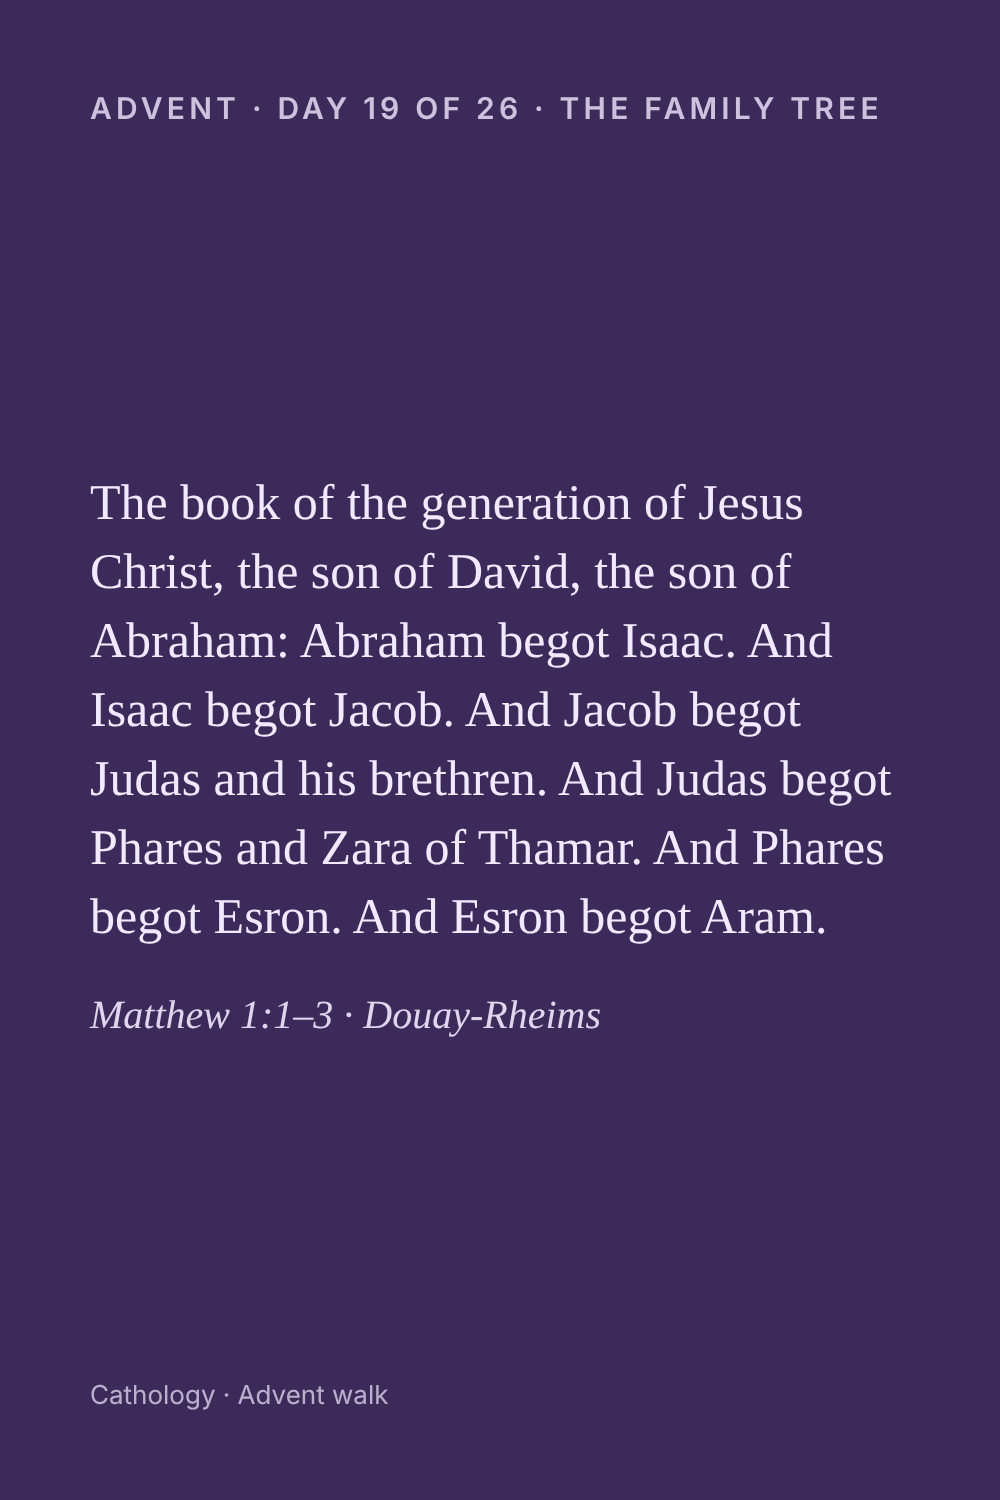 ADVENT · DAY 19 OF 26 · THE FAMILY TREE
The book of the generation of Jesus
Christ, the son of David, the son of
Abraham: Abraham begot Isaac. And
Isaac begot Jacob. And Jacob begot
Judas and his brethren. And Judas begot
Phares and Zara of Thamar. And Phares
begot Esron. And Esron begot Aram.
Matthew 1:1–3 · Douay-Rheims
Cathology · Advent walk